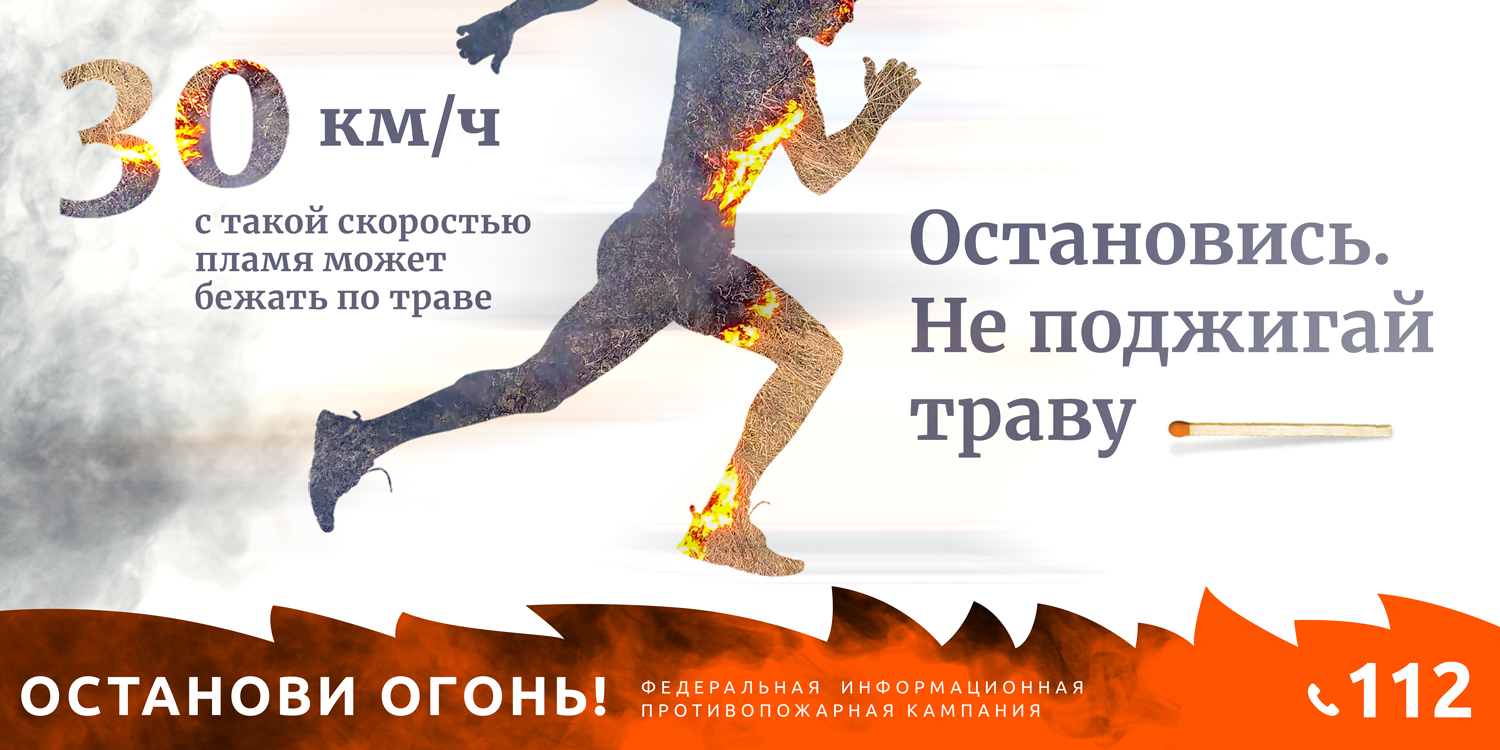 30 км/ч
с такой скоростью
пламя может
бежать по траве
Остановись.
Не поджигай
траву
ОСТАНОВИ ОГОНЬ!
ФЕДЕРАЛЬНАЯ ИНФОРМАЦИОННАЯ
ПРОТИВОПОЖАРНАЯ КАМПАНИЯ
112